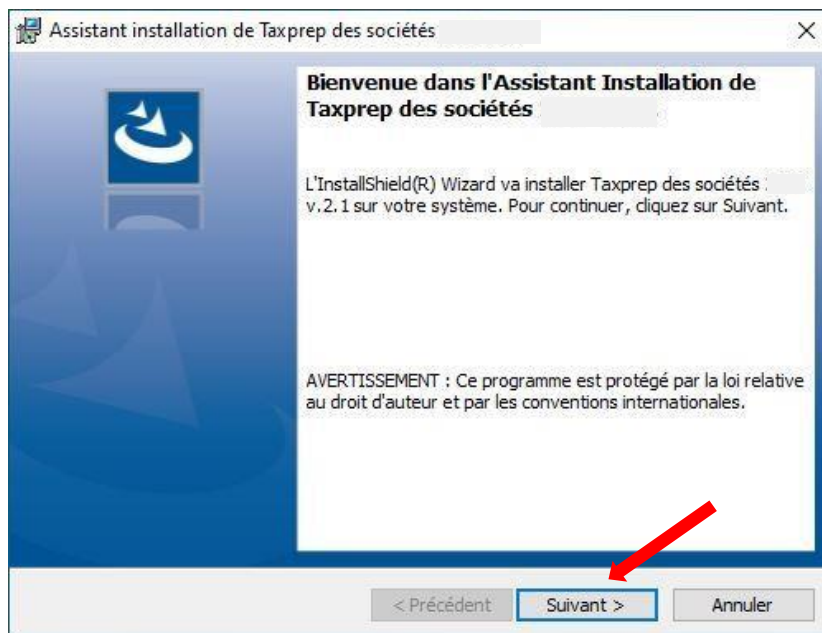 Assistant installation de Taxprep des sociétés
Bienvenue dans l'Assistant Installation de
Taxprep des sociétés
L'InstallShield(R) Wizard va installer Taxprep des sociétés
v.2.1 sur votre système. Pour continuer, cliquez sur Suivant.
AVERTISSEMENT : Ce programme est protégé par la loi relative
au droit d'auteur et par les conventions internationales.
< Précédent
Suivant >
Annuler